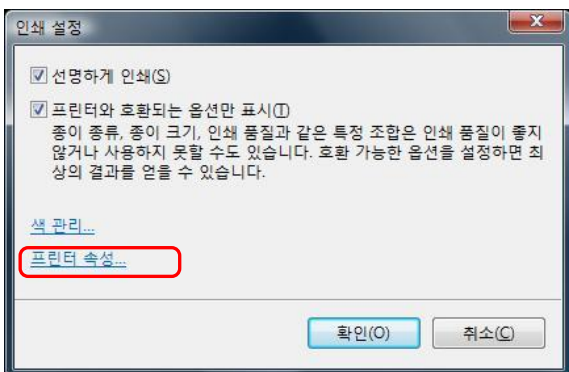 인쇄 설정
선명하게 인쇄(S)
프린터와 호환되는 옵션만 표시(T)
종이 종류, 종이 크기, 인쇄 품질과 같은 특정 조합은 인쇄 품질이 좋지
않거나 사용하지 못할 수도 있습니다. 호환 가능한 옵션을 설정하면 최
상의 결과를 얻을 수 있습니다.
색 관리...
프린터 속성...
확인(O) 취소(C)